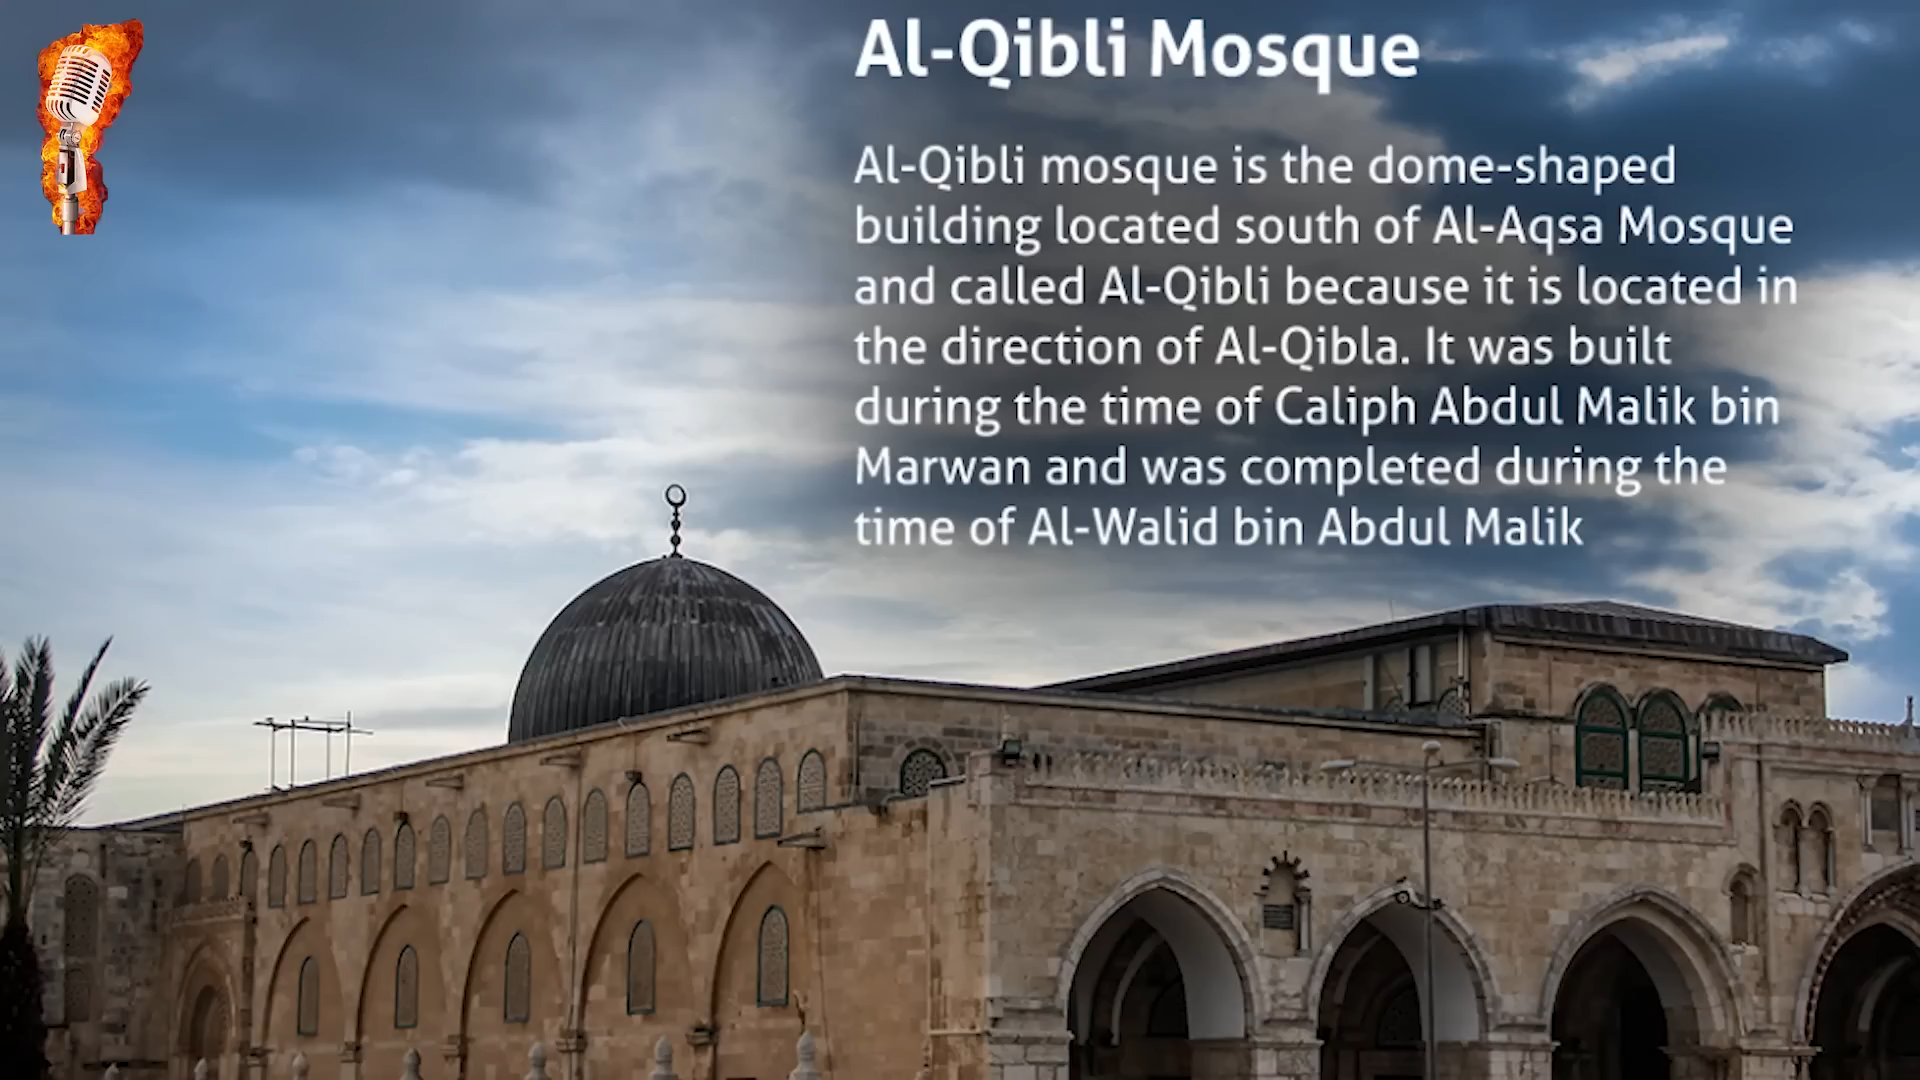 Al-Qibli Mosque
Al-Qibli mosque is the dome-shaped
building located south of Al-Aqsa Mosque
and called Al-Qibli because it is located in
the direction of Al-Qibla. It was built
during the time of Caliph Abdul Malik bin
Marwan and was completed during the
time of Al-Walid bin Abdul Malik